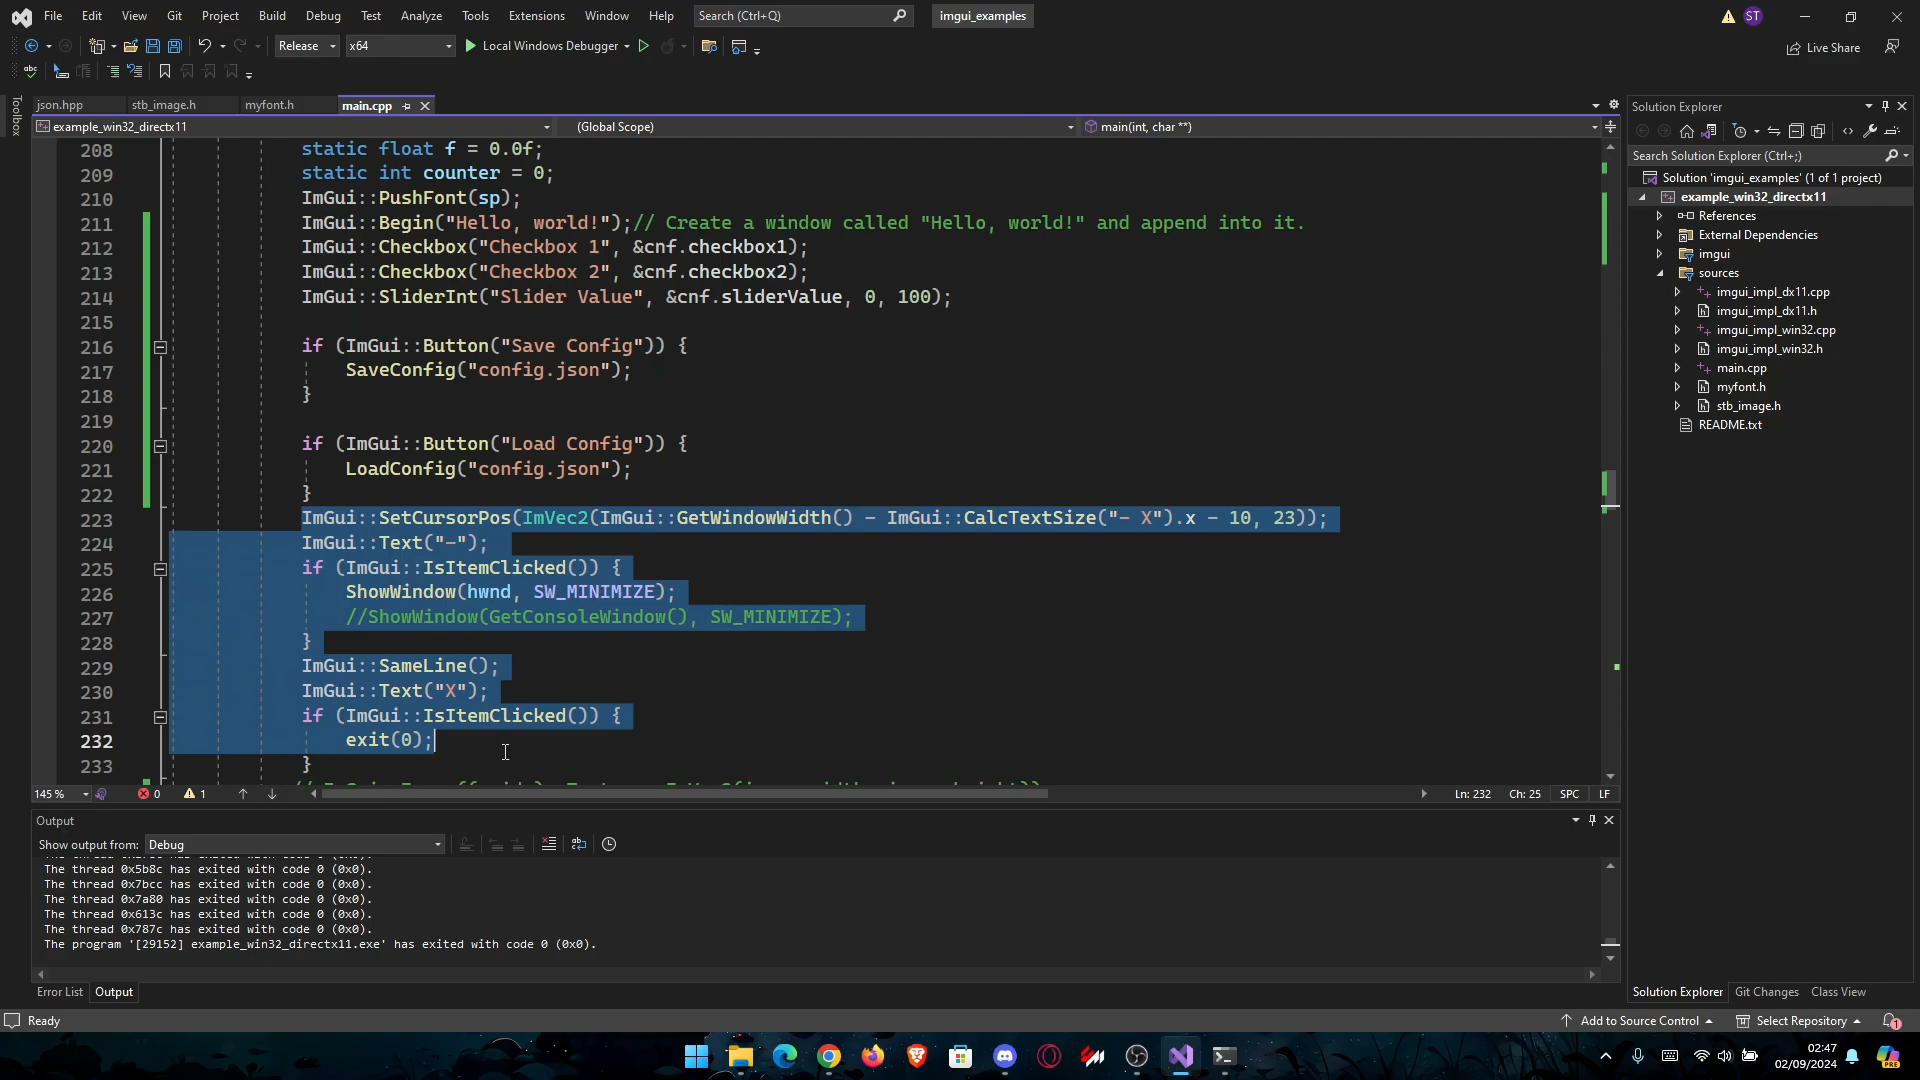 File Edit View Git Project Build Debug Test Analyze Tools Extensions Window Help Search (Ctrl+Q) imgui_examples ST
Release x64 Local Windows Debugger Live Share
json.hpp stb_image.h myfont.h main.cpp
example_win32_directx11 (Global Scope) main(int, char **)
Toolbox
208 static float f = 0.0f;
209 static int counter = 0;
210 ImGui::PushFont(sp);
211 ImGui::Begin("Hello, world!");// Create a window called "Hello, world!" and append into it.
212 ImGui::Checkbox("Checkbox 1", &cnf.checkbox1);
213 ImGui::Checkbox("Checkbox 2", &cnf.checkbox2);
214 ImGui::SliderInt("Slider Value", &cnf.sliderValue, 0, 100);
215
216 if (ImGui::Button("Save Config")) {
217 SaveConfig("config.json");
218 }
219
220 if (ImGui::Button("Load Config")) {
221 LoadConfig("config.json");
222 }
223 ImGui::SetCursorPos(ImVec2(ImGui::GetWindowWidth() - ImGui::CalcTextSize("- X").x - 10, 23));
224 ImGui::Text("-");
225 if (ImGui::IsItemClicked()) {
226 ShowWindow(hwnd, SW_MINIMIZE);
227 //ShowWindow(GetConsoleWindow(), SW_MINIMIZE);
228 }
229 ImGui::SameLine();
230 ImGui::Text("X");
231 if (ImGui::IsItemClicked()) {
232 exit(0);
233 }
145 % 0 1 Ln: 232 Ch: 25 SPC LF
Output
Show output from: Debug
The thread 0x5b8c has exited with code 0 (0x0).
The thread 0x7bcc has exited with code 0 (0x0).
The thread 0x7a80 has exited with code 0 (0x0).
The thread 0x613c has exited with code 0 (0x0).
The thread 0x787c has exited with code 0 (0x0).
The program '[29152] example_win32_directx11.exe' has exited with code 0 (0x0).
Error List Output
Solution Explorer
Search Solution Explorer (Ctrl+;)
Solution 'imgui_examples' (1 of 1 project)
example_win32_directx11
References
External Dependencies
imgui
sources
imgui_impl_dx11.cpp
imgui_impl_dx11.h
imgui_impl_win32.cpp
imgui_impl_win32.h
main.cpp
myfont.h
stb_image.h
README.txt
Solution Explorer Git Changes Class View
Ready Add to Source Control Select Repository 1
02:47
02/09/2024